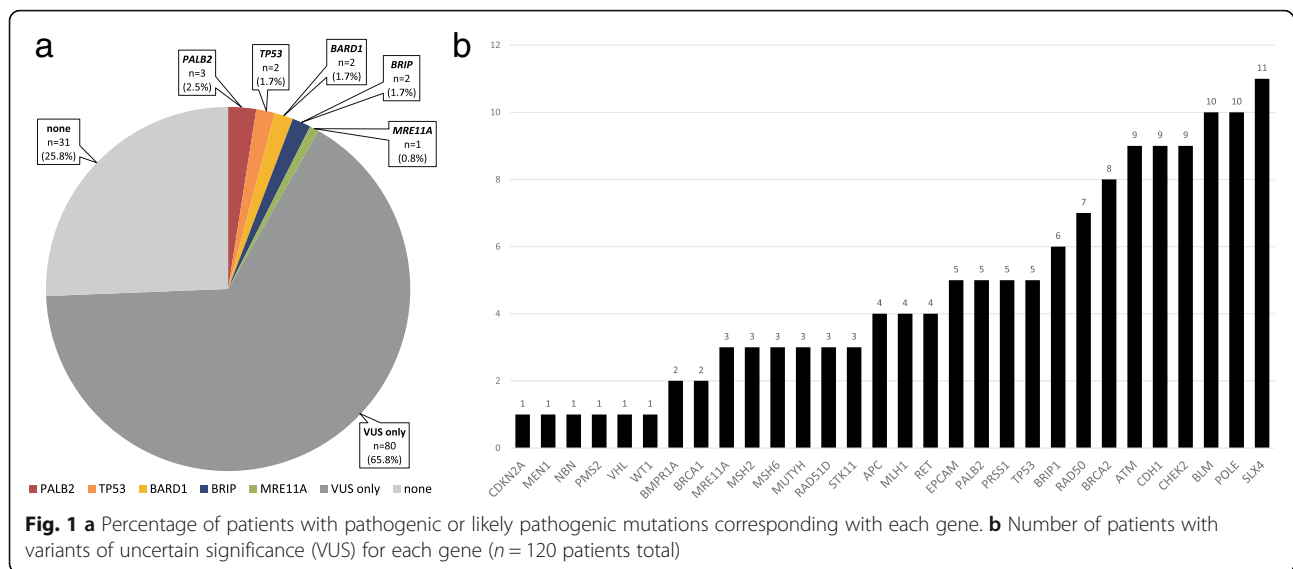 a
PALB2
n=3
(2.5%)
TP53
n=2
(1.7%)
BARD1
n=2
(1.7%)
BRIP
n=2
(1.7%)
MRE11A
n=1
(0.8%)
none
n=31
(25.8%)
VUS only
n=80
(65.8%)
PALB2 TP53 BARD1 BRIP MRE11A VUS only none
b
12
10
8
6
4
2
0
1 1 1 1 1 1 2 2 3 3 3 3 3 3 4 4 4 5 5 5 5 6 7 8 9 9 9 10 10 11
CDKN2A MEN1 NBN PMS2 VHL WT1 BMPR1A BRCA1 MRE11A MSH2 MSH6 MUTYH RAD51D STK11 APC MLH1 RET EPCAM PALB2 PRSS1 TP53 BRIP1 RAD50 BRCA2 ATM CDH1 CHEK2 BLM POLE SLX4
Fig. 1 a Percentage of patients with pathogenic or likely pathogenic mutations corresponding with each gene. b Number of patients with
variants of uncertain significance (VUS) for each gene (n = 120 patients total)